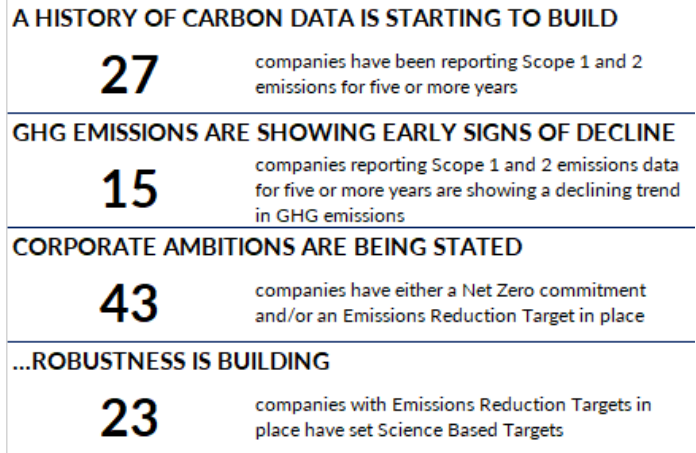 A HISTORY OF CARBON DATA IS STARTING TO BUILD
27
companies have been reporting Scope 1 and 2
emissions for five or more years
GHG EMISSIONS ARE SHOWING EARLY SIGNS OF DECLINE
15
companies reporting Scope 1 and 2 emissions data
for five or more years are showing a declining trend
in GHG emissions
CORPORATE AMBITIONS ARE BEING STATED
43
companies have either a Net Zero commitment
and/or an Emissions Reduction Target in place
...ROBUSTNESS IS BUILDING
23
companies with Emissions Reduction Targets in
place have set Science Based Targets